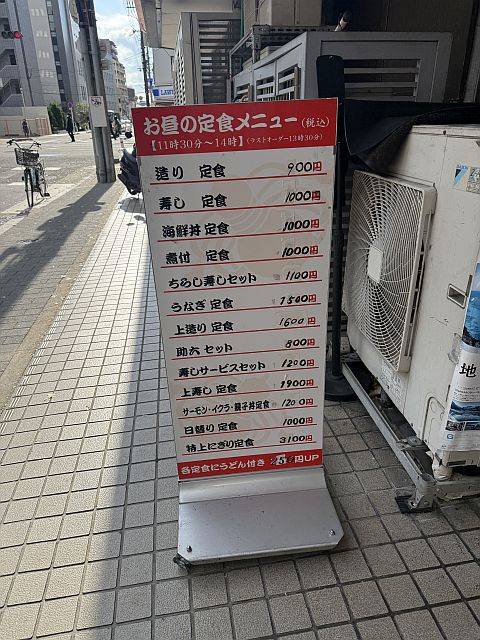 お昼の定食メニュー(税込)
【11時30分～14時】(ラストオーダー13時30分)
造り 定食 900円
寿し 定食 1000円
海鮮丼 定食 1000円
煮付 定食 1000円
ちらし寿しセット 1100円
うなぎ 定食 1500円
上造り 定食 1600円
助六 セット 800円
寿しサービスセット 1200円
上寿し 定食 1900円
サーモン・イクラ・親子丼定食 1200円
日替り 定食 1000円
特上にぎり定食 3100円
各定食にうどん付き 円UP
地